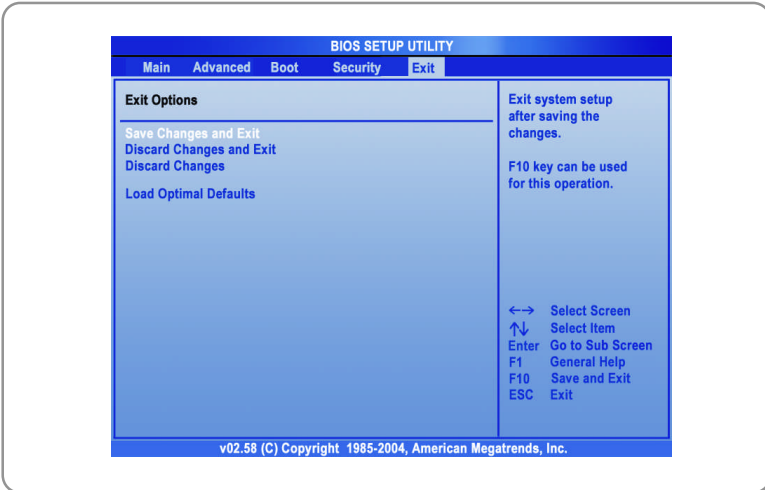 BIOS SETUP UTILITY
Main Advanced Boot Security Exit
Exit Options
Save Changes and Exit
Discard Changes and Exit
Discard Changes
Load Optimal Defaults
Exit system setup
after saving the
changes.
F10 key can be used
for this operation.
←→ Select Screen
↑↓ Select Item
Enter Go to Sub Screen
F1 General Help
F10 Save and Exit
ESC Exit
v02.58 (C) Copyright 1985-2004, American Megatrends, Inc.